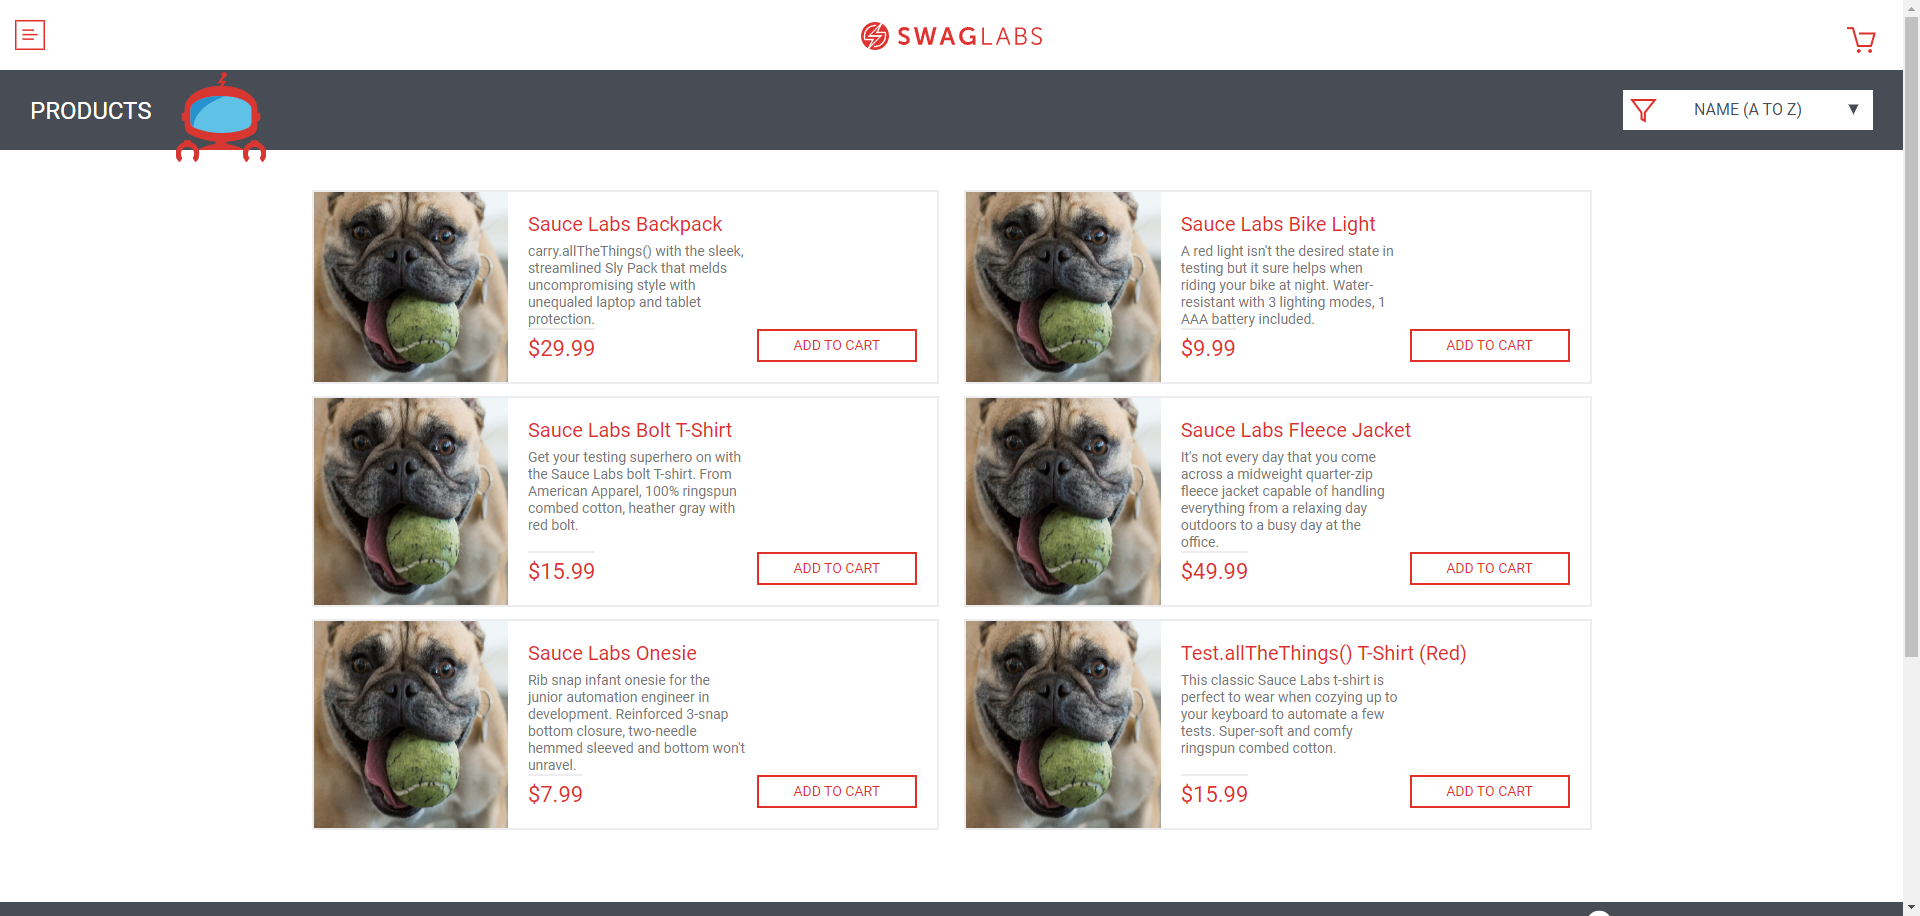 SWAGLABS
PRODUCTS
NAME (A TO Z)
Sauce Labs Backpack
carry.allTheThings() with the sleek,
streamlined Sly Pack that melds
uncompromising style with
unequaled laptop and tablet
protection.
$29.99
ADD TO CART
Sauce Labs Bike Light
A red light isn't the desired state in
testing but it sure helps when
riding your bike at night. Water-
resistant with 3 lighting modes, 1
AAA battery included.
$9.99
ADD TO CART
Sauce Labs Bolt T-Shirt
Get your testing superhero on with
the Sauce Labs bolt T-shirt. From
American Apparel, 100% ringspun
combed cotton, heather gray with
red bolt.
$15.99
ADD TO CART
Sauce Labs Fleece Jacket
It's not every day that you come
across a midweight quarter-zip
fleece jacket capable of handling
everything from a relaxing day
outdoors to a busy day at the
office.
$49.99
ADD TO CART
Sauce Labs Onesie
Rib snap infant onesie for the
junior automation engineer in
development. Reinforced 3-snap
bottom closure, two-needle
hemmed sleeved and bottom won't
unravel.
$7.99
ADD TO CART
Test.allTheThings() T-Shirt (Red)
This classic Sauce Labs t-shirt is
perfect to wear when cozying up to
your keyboard to automate a few
tests. Super-soft and comfy
ringspun combed cotton.
$15.99
ADD TO CART